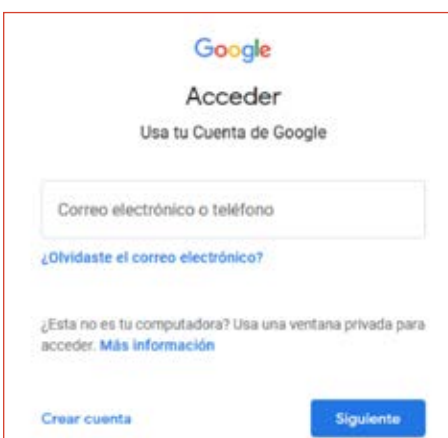 Google
Acceder
Usa tu Cuenta de Google
Correo electrónico o teléfono
¿Olvidaste el correo electrónico?
¿Esta no es tu computadora? Usa una ventana privada para
acceder. Más información
Crear cuenta
Siguiente